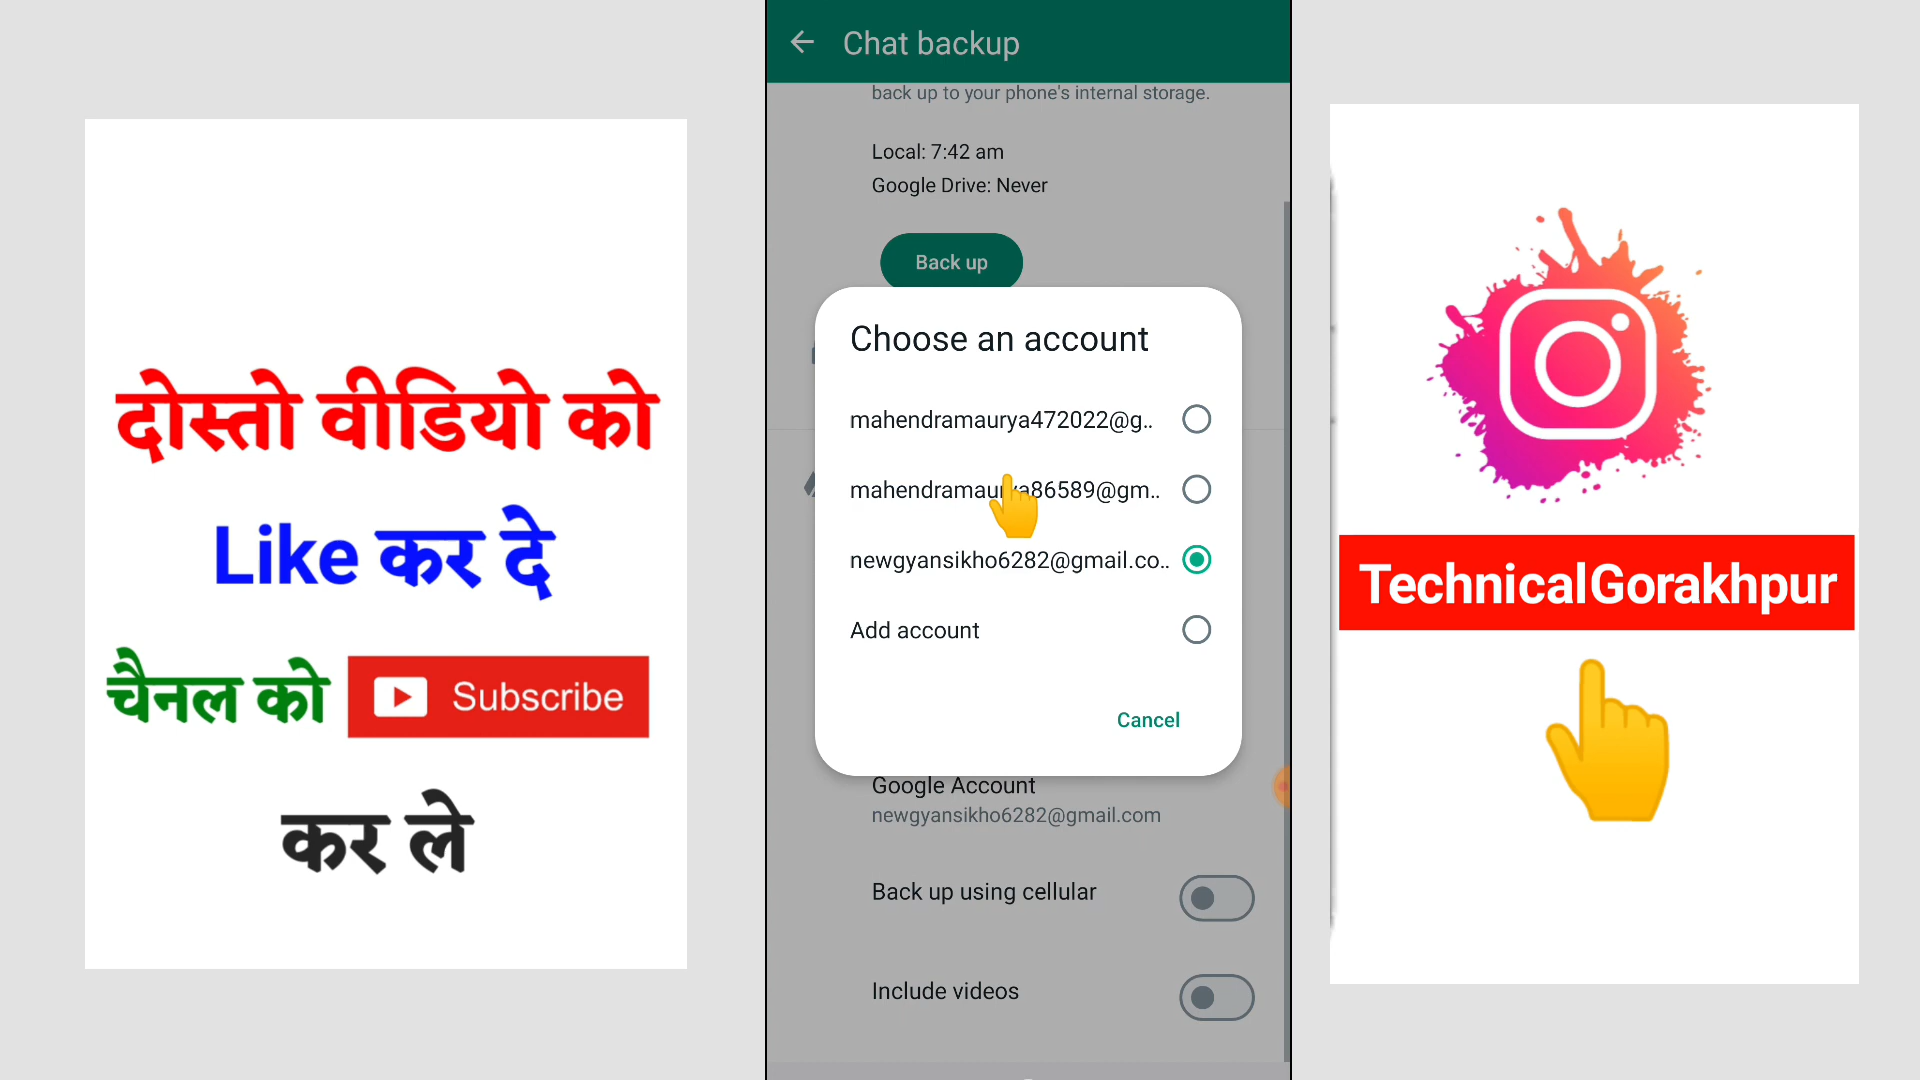 दोस्तो वीडियो को
Like कर दे
चैनल को Subscribe
कर ले
Chat backup
back up to your phone's internal storage.
Local: 7:42 am
Google Drive: Never
Back up
Choose an account
mahendramaurya472022@g..
mahendramaurya86589@gm..
newgyansikho6282@gmail.co..
Add account
Cancel
Google Account
newgyansikho6282@gmail.com
Back up using cellular
Include videos
TechnicalGorakhpur